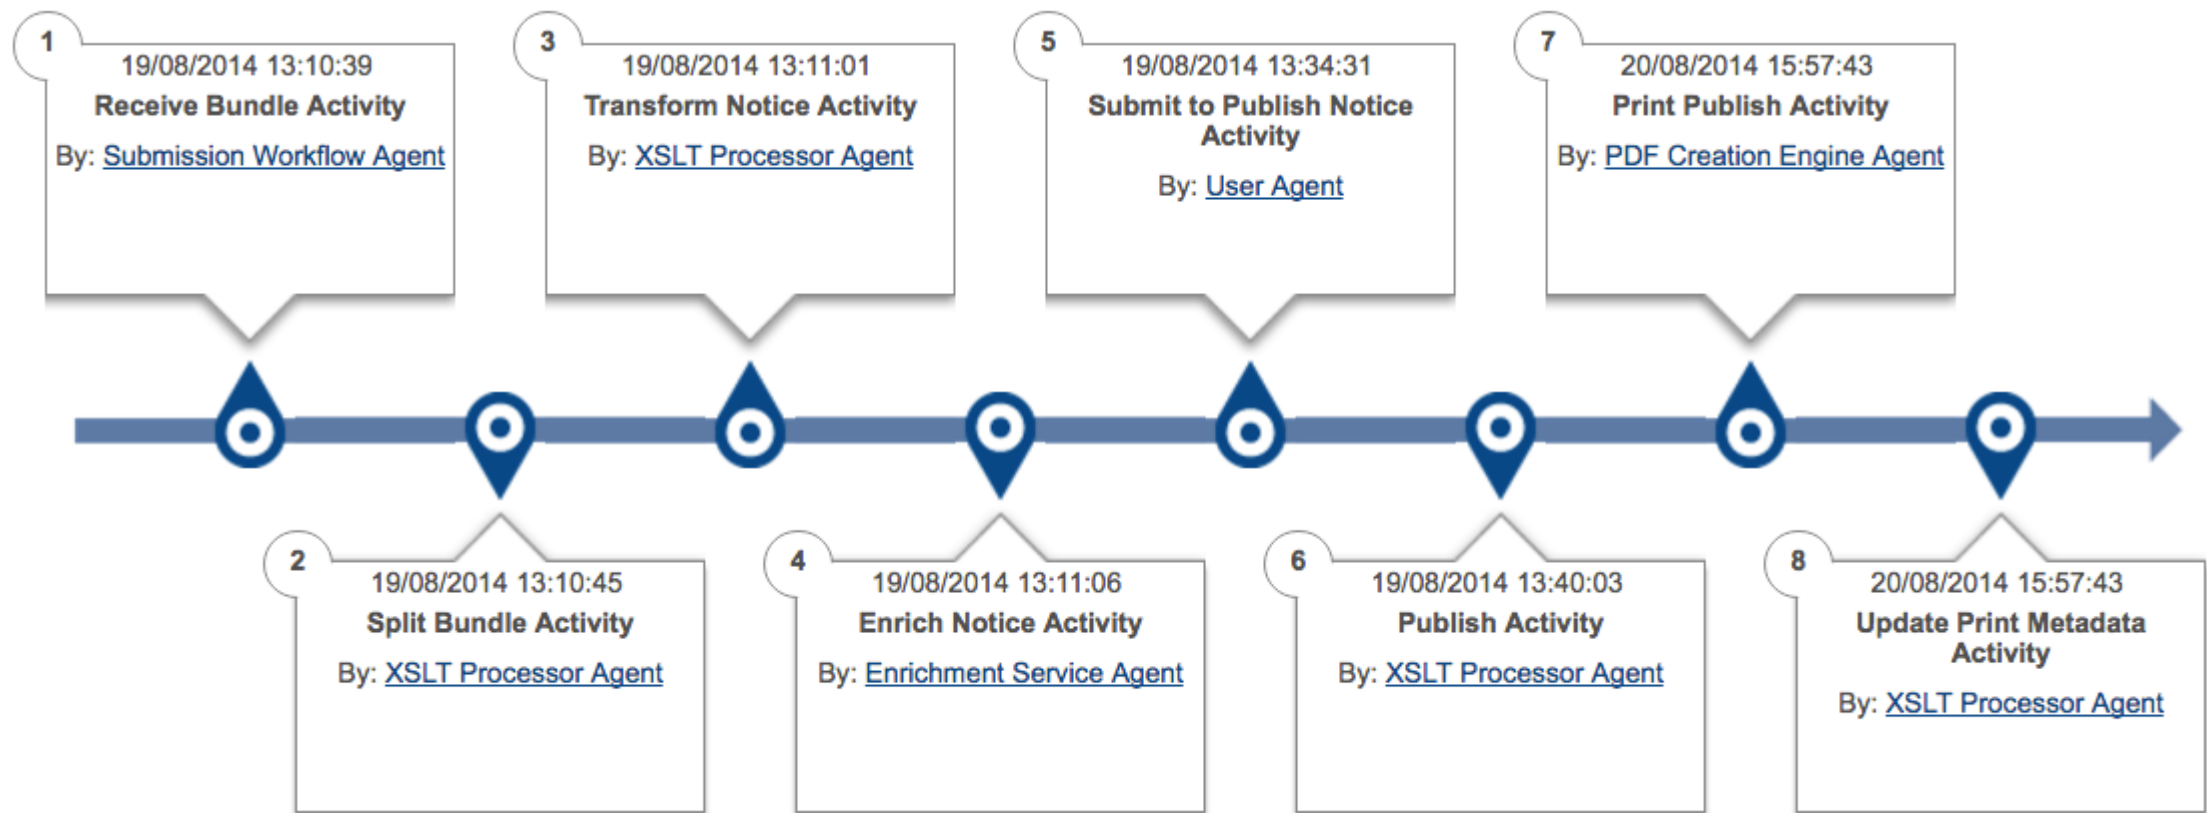 1
19/08/2014 13:10:39
Receive Bundle Activity
By: Submission Workflow Agent
2
19/08/2014 13:10:45
Split Bundle Activity
By: XSLT Processor Agent
3
19/08/2014 13:11:01
Transform Notice Activity
By: XSLT Processor Agent
4
19/08/2014 13:11:06
Enrich Notice Activity
By: Enrichment Service Agent
5
19/08/2014 13:34:31
Submit to Publish Notice
Activity
By: User Agent
6
19/08/2014 13:40:03
Publish Activity
By: XSLT Processor Agent
7
20/08/2014 15:57:43
Print Publish Activity
By: PDF Creation Engine Agent
8
20/08/2014 15:57:43
Update Print Metadata
Activity
By: XSLT Processor Agent